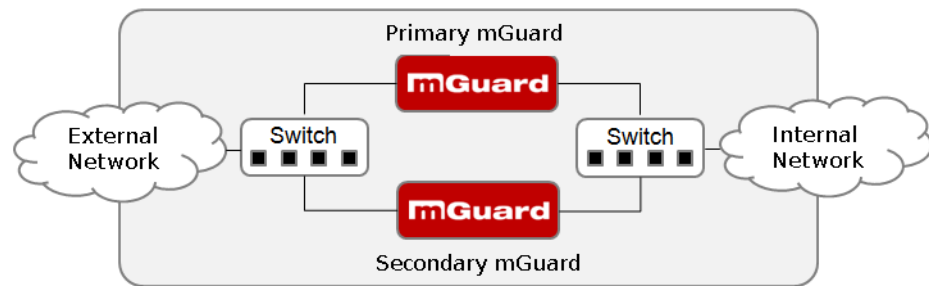 Primary mGuard
mGuard
External
Network
Switch
Switch
Internal
Network
mGuard
Secondary mGuard